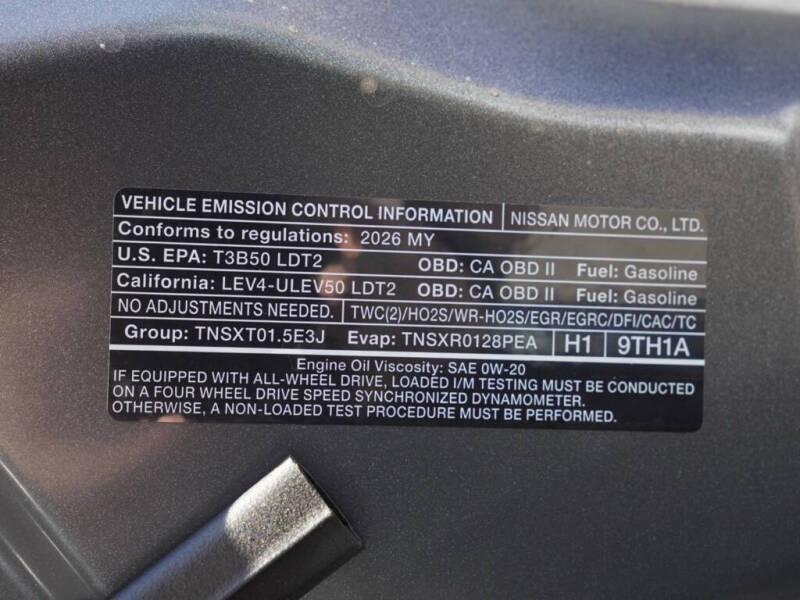 VEHICLE EMISSION CONTROL INFORMATION NISSAN MOTOR CO., LTD.
Conforms to regulations: 2026 MY
U.S. EPA: T3B50 LDT2 OBD: CA OBD II Fuel: Gasoline
California: LEV4-ULEV50 LDT2 OBD: CA OBD II Fuel: Gasoline
NO ADJUSTMENTS NEEDED. TWC(2)/HO2S/WR-HO2S/EGR/EGRC/DFI/CAC/TC
Group: TNSXT01.5E3J Evap: TNSXR0128PEA H1 9TH1A
Engine Oil Viscosity: SAE 0W-20
IF EQUIPPED WITH ALL-WHEEL DRIVE, LOADED I/M TESTING MUST BE CONDUCTED
ON A FOUR WHEEL DRIVE SPEED SYNCHRONIZED DYNAMOMETER.
OTHERWISE, A NON-LOADED TEST PROCEDURE MUST BE PERFORMED.